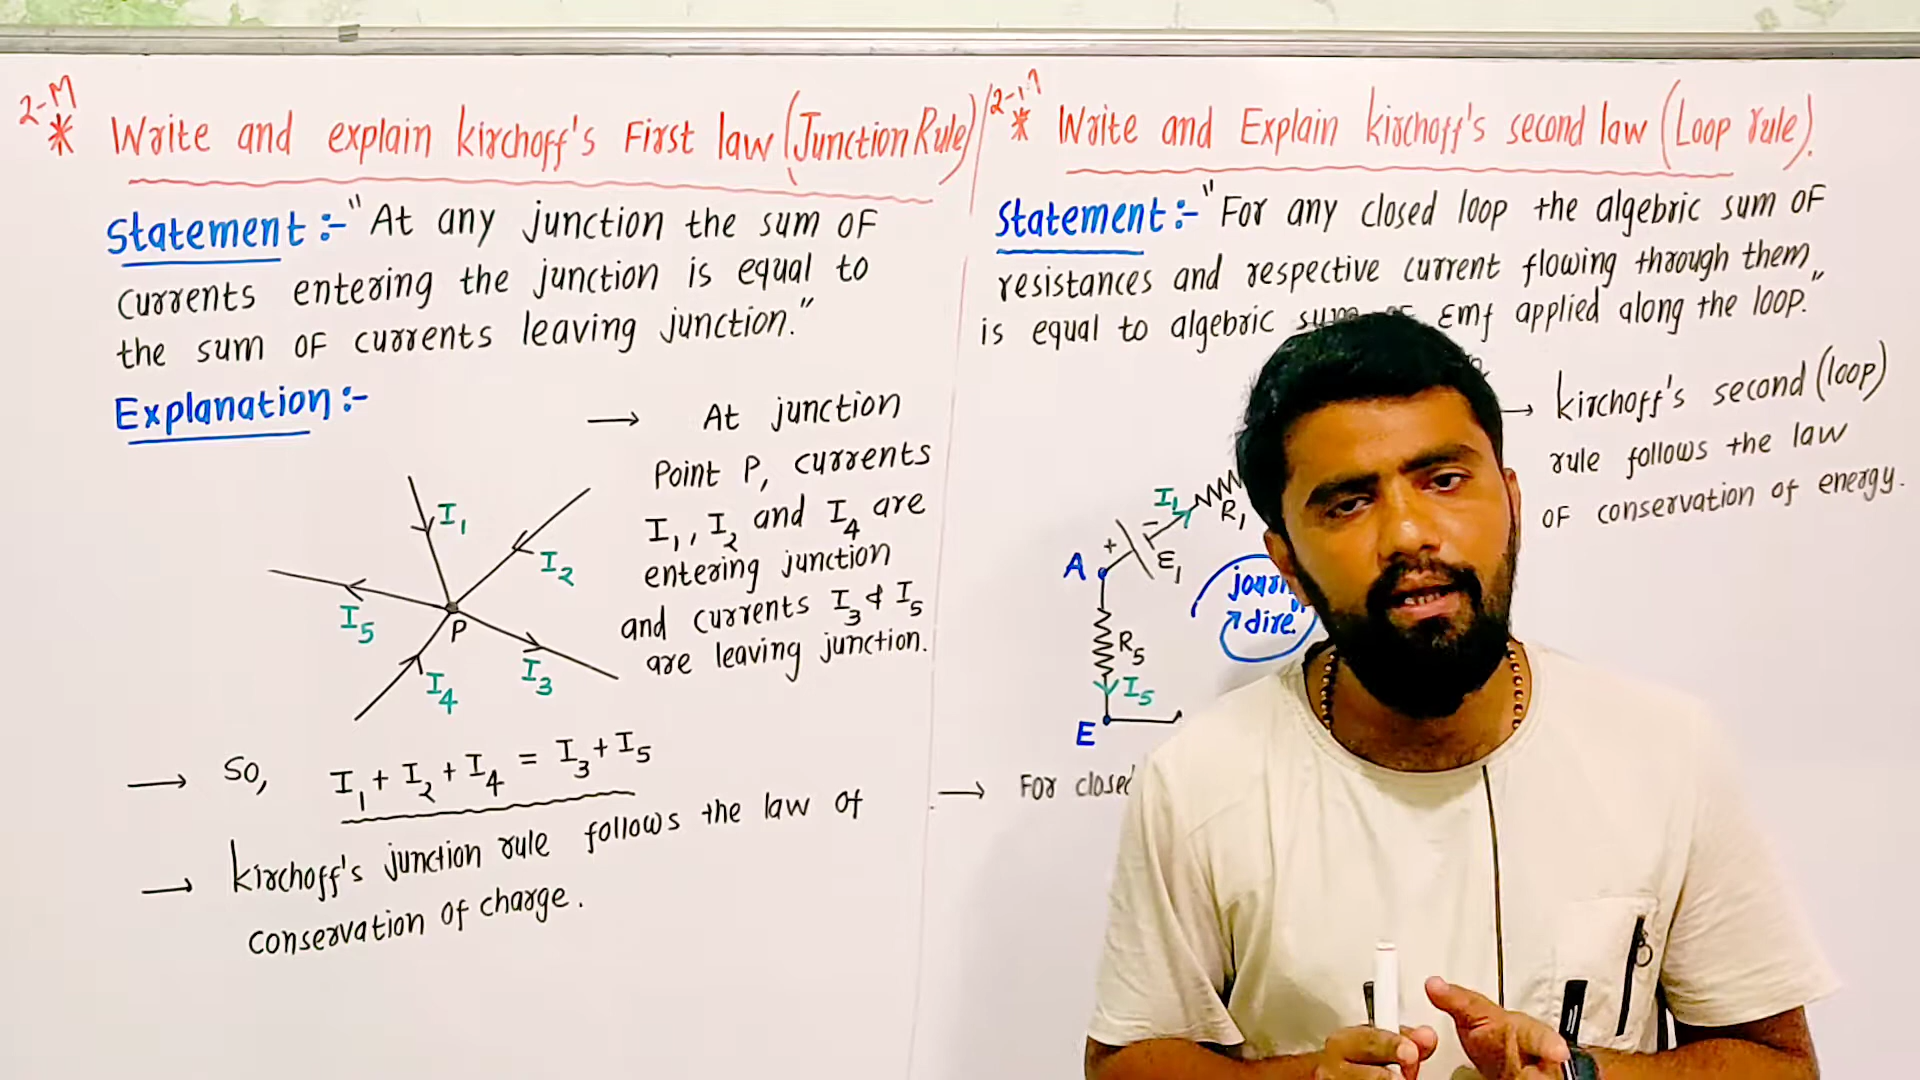 2-M
* Write and explain kirchoff's First law (Junction Rule)
Statement :- "At any junction the sum of
currents entering the junction is equal to
the sum of currents leaving junction."
Explanation :-
I1
I2
I5
P
I4
I3
→ At junction
Point P, currents
I1, I2 and I4 are
entering junction
and currents I3 & I5
are leaving junction.
→ So, I1 + I2 + I4 = I3 + I5
→ kirchoff's junction rule follows the law of
conservation of charge.
2-M
* Write and Explain kirchoff's second law (Loop rule).
Statement :- "For any closed loop the algebric sum of
resistances and respective current flowing through them
is equal to algebric sum of Emf applied along the loop."
→ kirchoff's second (loop)
rule follows the law
of conservation of energy.
I1
R1
+ -
ε1
A
R5
I5
E
dire.
→ For closed